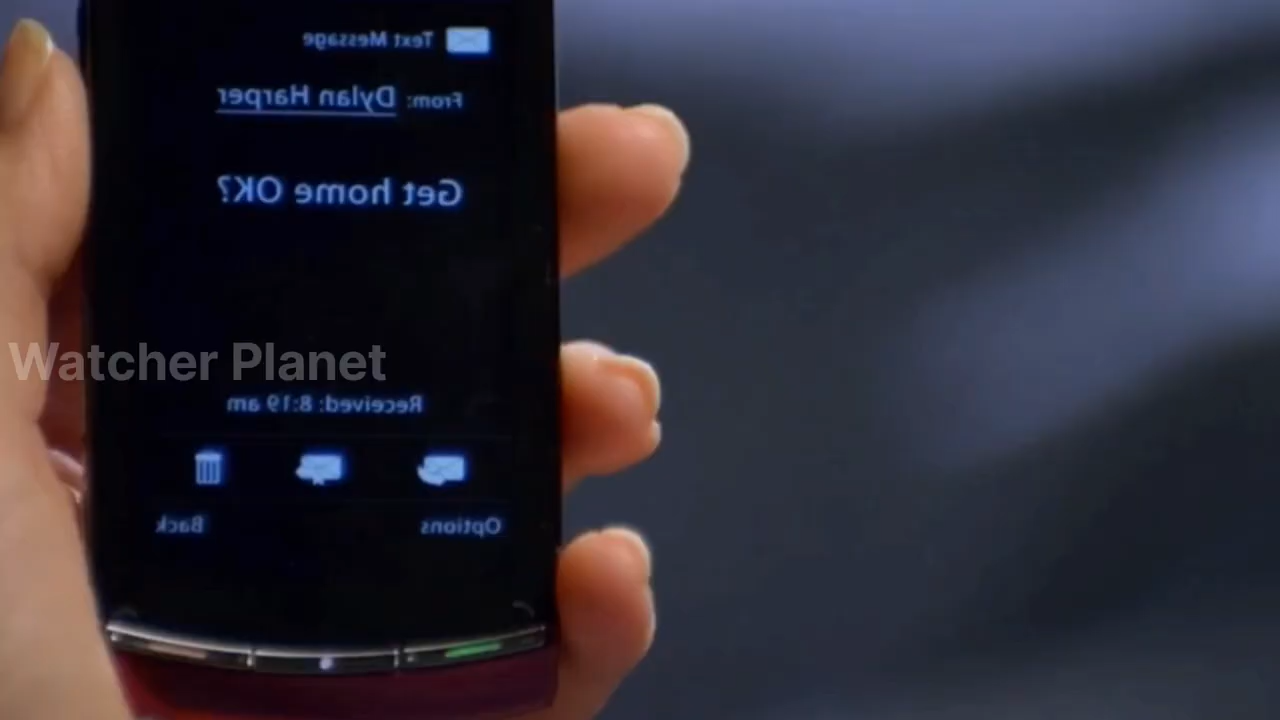 Text Message
From: Dylan Harper
Get home OK?
Watcher Planet
Received: 8:19 am
Options Back